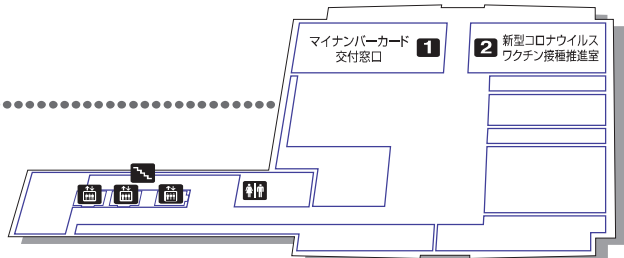 マイナンバーカード
交付窓口
1
2
新型コロナウイルス
ワクチン接種推進室